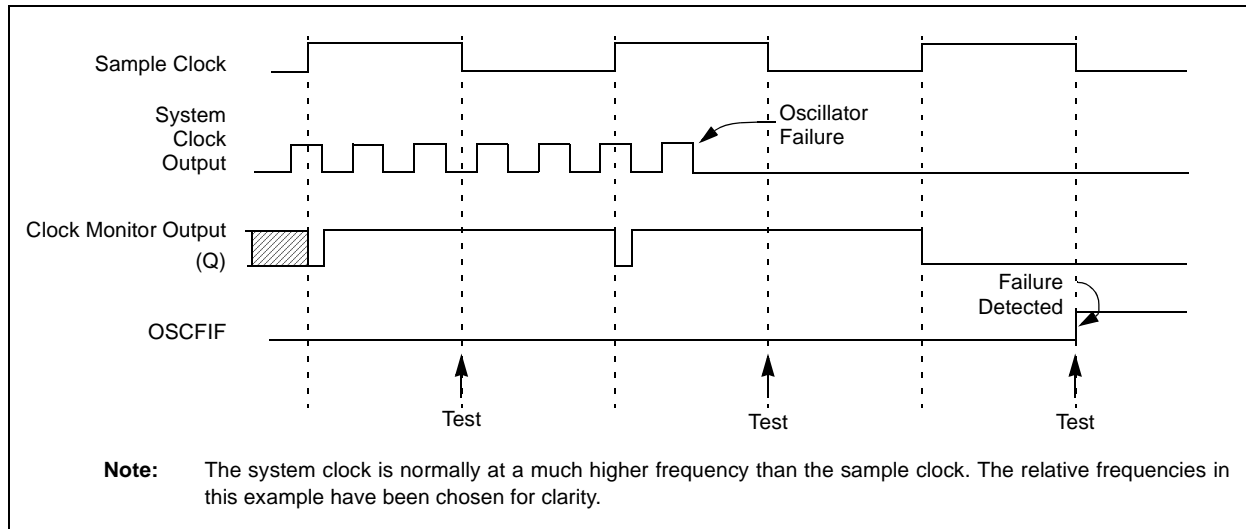 Sample Clock
System
Clock
Output
Oscillator
Failure
Clock Monitor Output
(Q)
Failure
Detected
OSCFIF
Test
Test
Test
Note: The system clock is normally at a much higher frequency than the sample clock. The relative frequencies in
this example have been chosen for clarity.